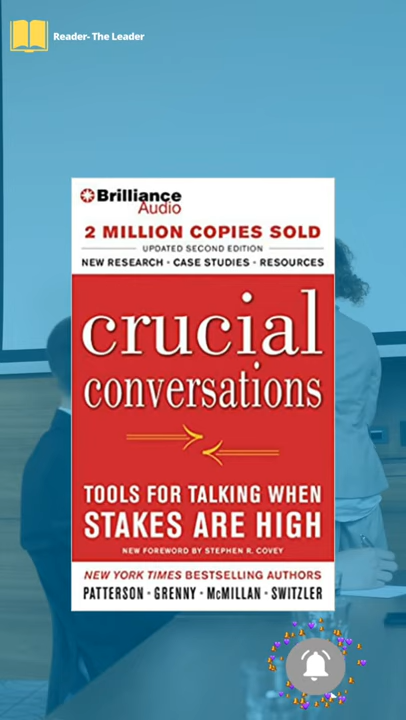 Reader- The Leader
Brilliance
Audio
2 MILLION COPIES SOLD
UPDATED SECOND EDITION
NEW RESEARCH • CASE STUDIES • RESOURCES
crucial
conversations
TOOLS FOR TALKING WHEN
STAKES ARE HIGH
NEW FOREWORD BY STEPHEN R. COVEY
NEW YORK TIMES BESTSELLING AUTHORS
PATTERSON • GRENNY • McMILLAN • SWITZLER